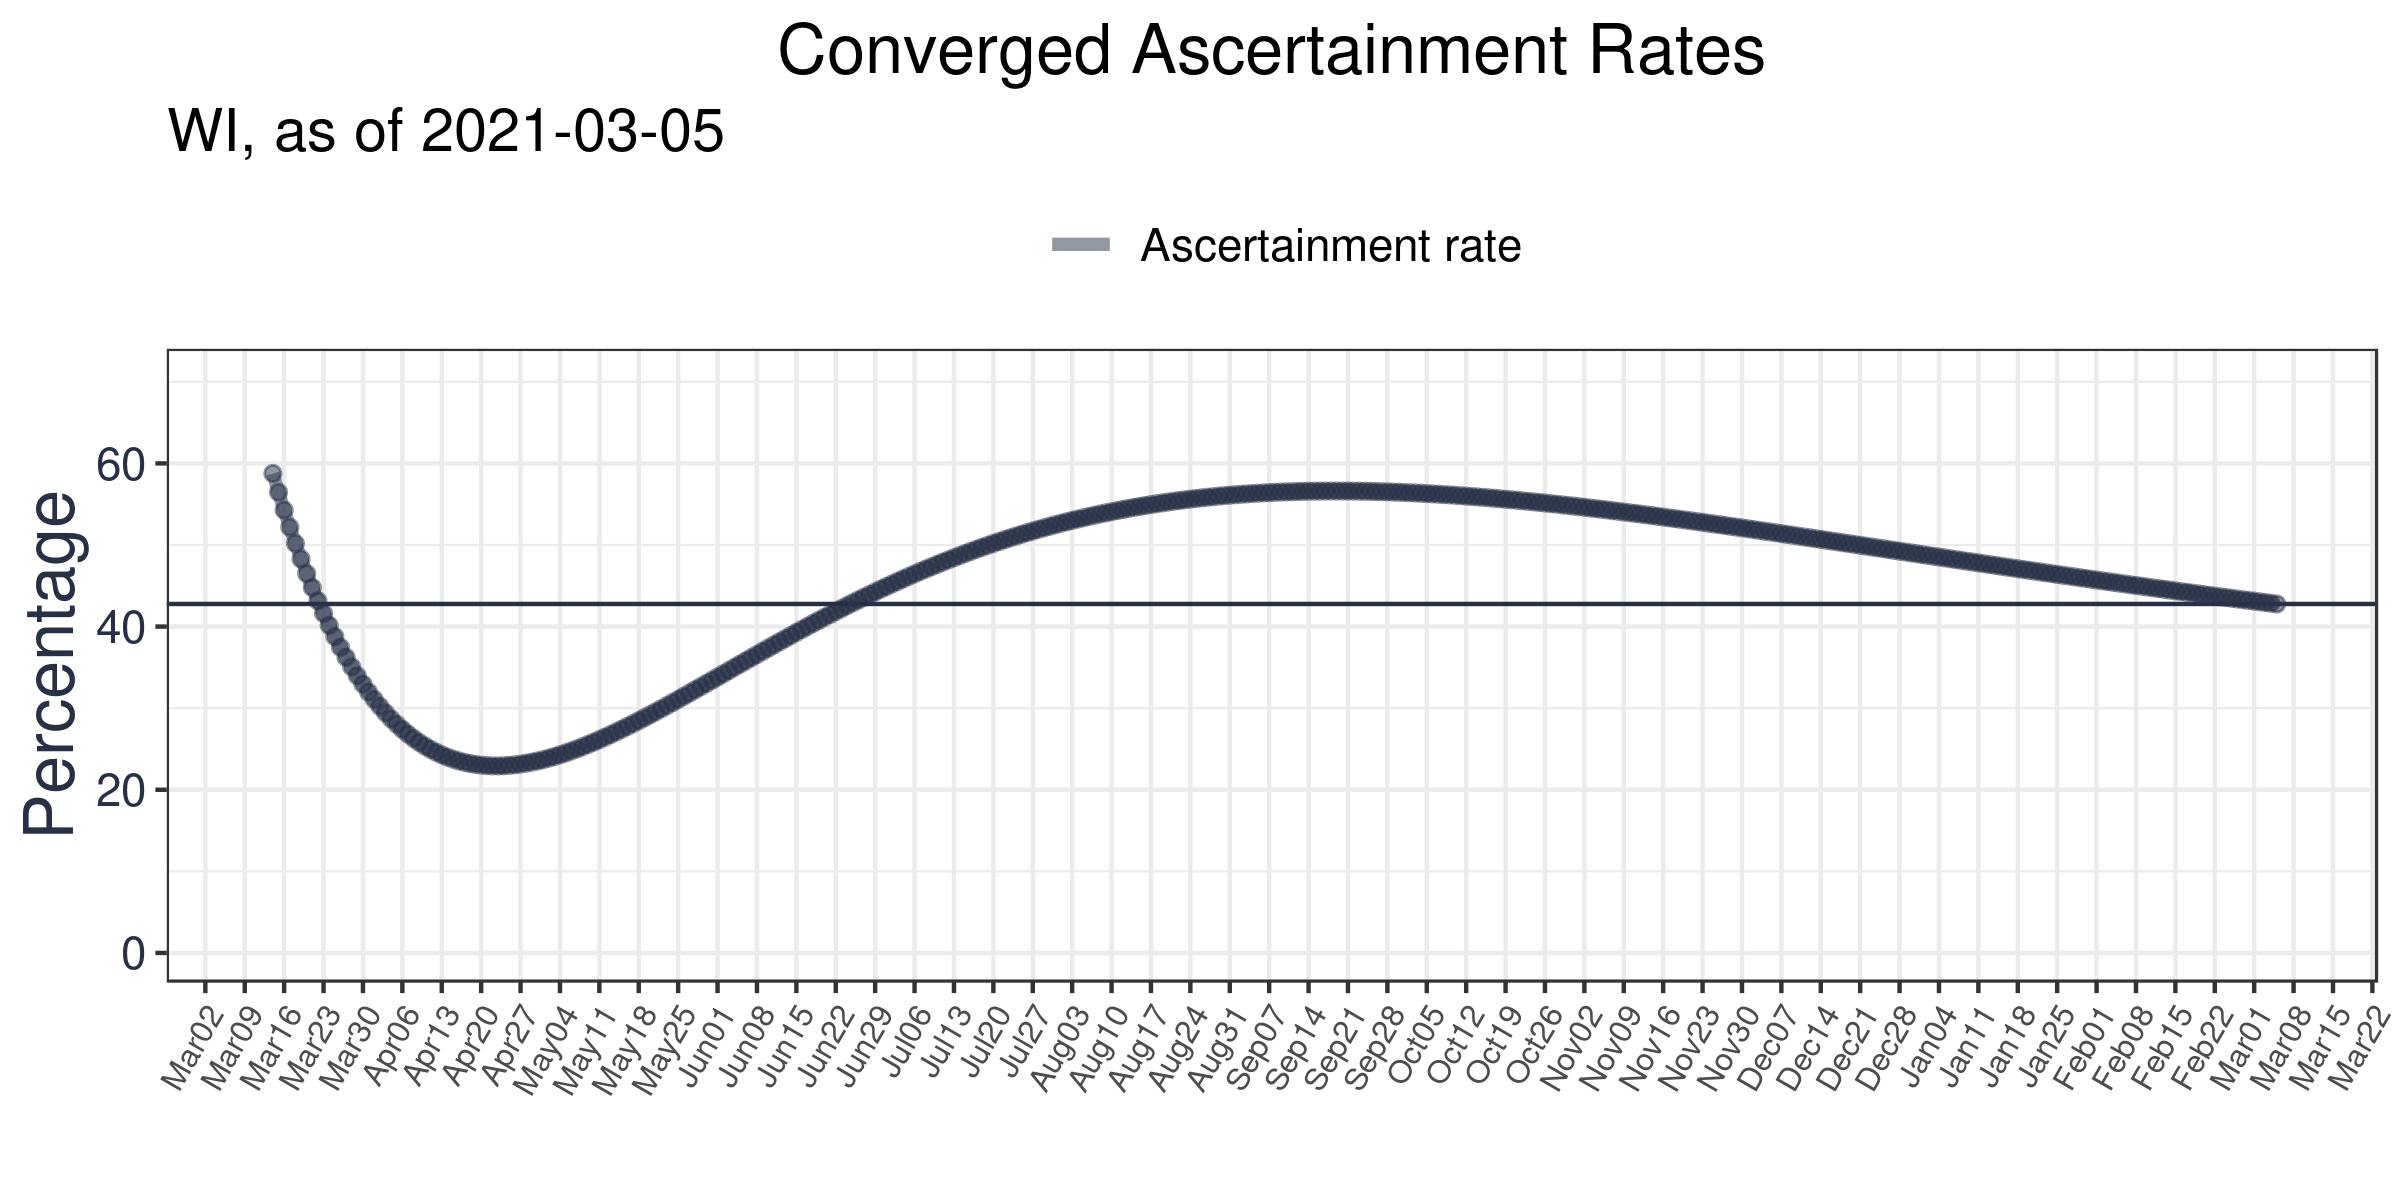 Converged Ascertainment Rates
WI, as of 2021-03-05
Ascertainment rate
Percentage
60
40
20
0
Mar02 Mar09 Mar16 Mar23 Mar30 Apr06 Apr13 Apr20 Apr27 May04 May11 May18 May25 Jun01 Jun08 Jun15 Jun22 Jun29 Jul06 Jul13 Jul20 Jul27 Aug03 Aug10 Aug17 Aug24 Aug31 Sep07 Sep14 Sep21 Sep28 Oct05 Oct12 Oct19 Oct26 Nov02 Nov09 Nov16 Nov23 Nov30 Dec07 Dec14 Dec21 Dec28 Jan04 Jan11 Jan18 Jan25 Feb01 Feb08 Feb15 Feb22 Mar01 Mar08 Mar15 Mar22